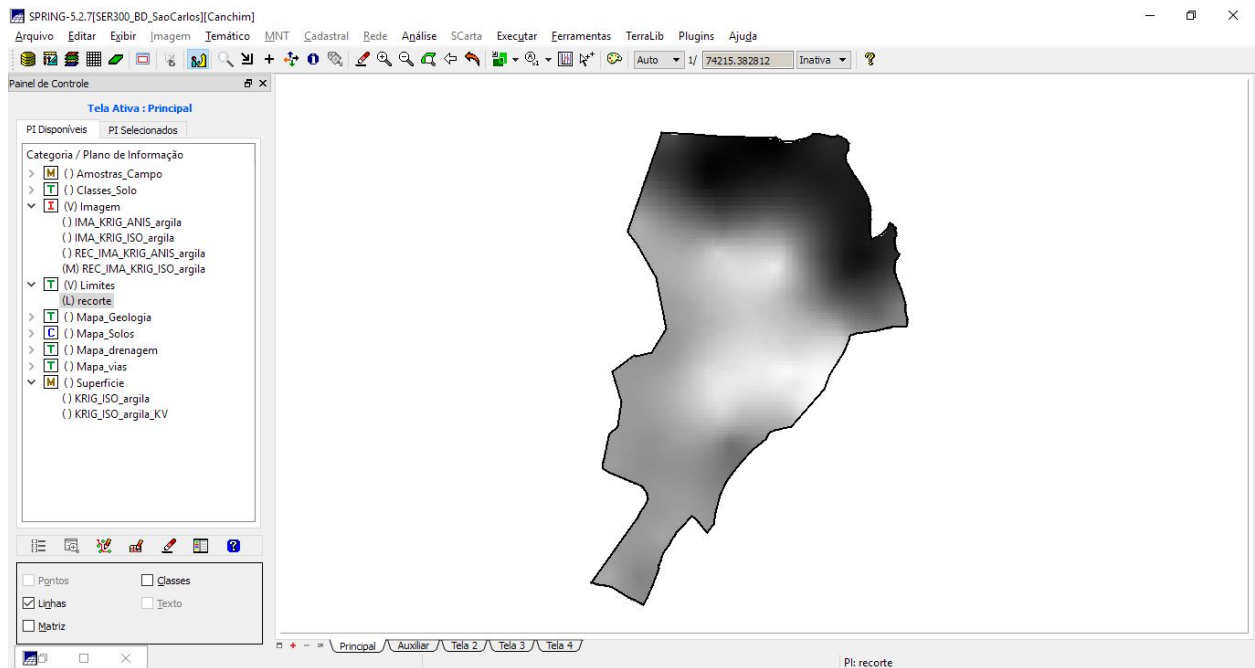 SPRING-5.2.7[SER300_BD_SaoCarlos][Canchim]
Arquivo Editar Exibir Imagem Temático MNT Cadastral Rede Análise SCarta Executar Ferramentas TerraLib Plugins Ajuda
Auto 1/ 74215.382812 Inativa
Painel de Controle
Tela Ativa : Principal
PI Disponíveis PI Selecionados
Categoria / Plano de Informação
M () Amostras_Campo
T () Classes_Solo
I (V) Imagem
() IMA_KRIG_ANIS_argila
() IMA_KRIG_ISO_argila
() REC_IMA_KRIG_ANIS_argila
(M) REC_IMA_KRIG_ISO_argila
T (V) Limites
(L) recorte
T () Mapa_Geologia
C () Mapa_Solos
T () Mapa_drenagem
T () Mapa_vias
M () Superficie
() KRIG_ISO_argila
() KRIG_ISO_argila_KV
Pontos Classes
Linhas Texto
Matriz
Principal Auxiliar Tela 2 Tela 3 Tela 4
PI: recorte